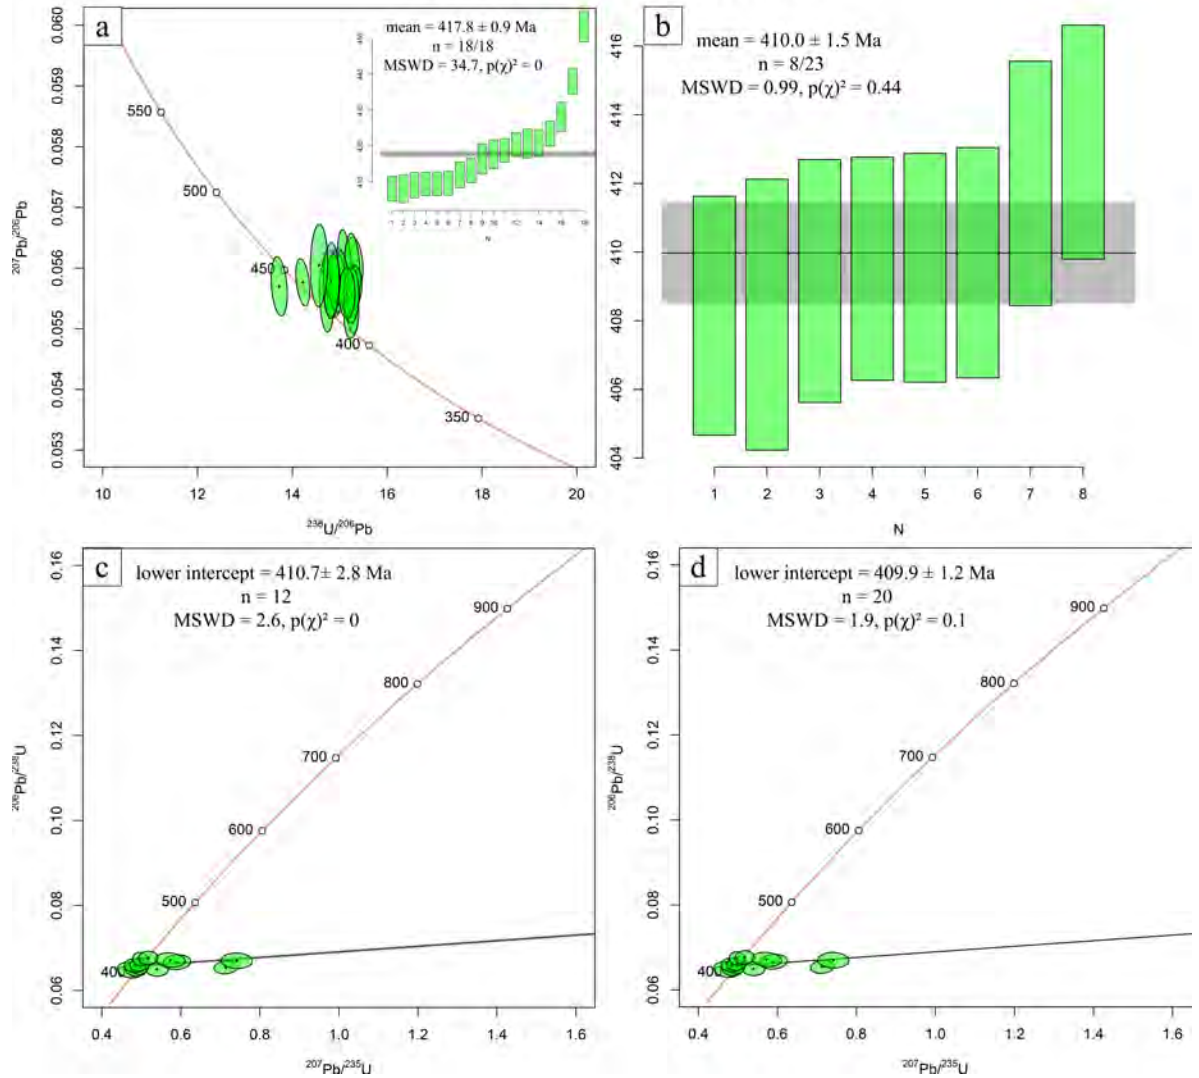 a
mean = 417.8 ± 0.9 Ma
n = 18/18
MSWD = 34.7, p(χ)² = 0
N
0.060
0.059
0.058
0.057
0.056
0.055
0.054
0.053
²⁰⁷Pb/²⁰⁶Pb
550
500
450
400
350
10 12 14 16 18 20
²³⁸U/²⁰⁶Pb
b
mean = 410.0 ± 1.5 Ma
n = 8/23
MSWD = 0.99, p(χ)² = 0.44
416
414
412
410
408
406
404
1 2 3 4 5 6 7 8
N
c
lower intercept = 410.7± 2.8 Ma
n = 12
MSWD = 2.6, p(χ)² = 0
0.16
0.14
0.12
0.10
0.08
0.06
²⁰⁶Pb/²³⁸U
900
800
700
600
500
400
0.4 0.6 0.8 1.0 1.2 1.4 1.6
²⁰⁷Pb/²³⁵U
d
lower intercept = 409.9 ± 1.2 Ma
n = 20
MSWD = 1.9, p(χ)² = 0.1
0.16
0.14
0.12
0.10
0.08
0.06
²⁰⁶Pb/²³⁸U
900
800
700
600
500
400
0.4 0.6 0.8 1.0 1.2 1.4 1.6
²⁰⁷Pb/²³⁵U